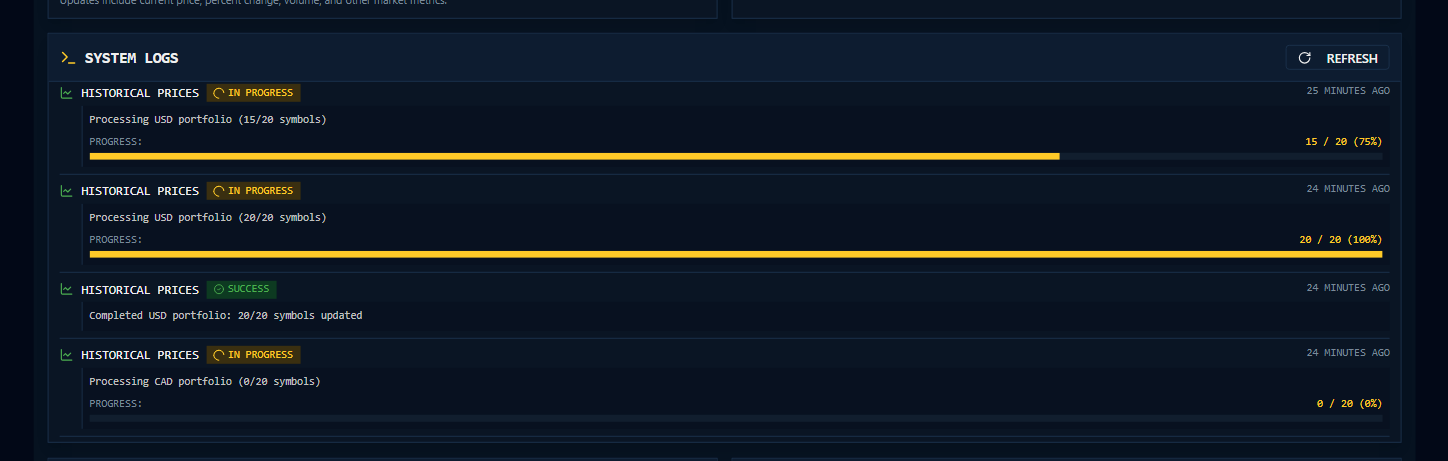 Updates include current price, percent change, volume, and other market metrics.
SYSTEM LOGS
REFRESH
HISTORICAL PRICES IN PROGRESS 25 MINUTES AGO
Processing USD portfolio (15/20 symbols)
PROGRESS: 15 / 20 (75%)
HISTORICAL PRICES IN PROGRESS 24 MINUTES AGO
Processing USD portfolio (20/20 symbols)
PROGRESS: 20 / 20 (100%)
HISTORICAL PRICES SUCCESS 24 MINUTES AGO
Completed USD portfolio: 20/20 symbols updated
HISTORICAL PRICES IN PROGRESS 24 MINUTES AGO
Processing CAD portfolio (0/20 symbols)
PROGRESS: 0 / 20 (0%)